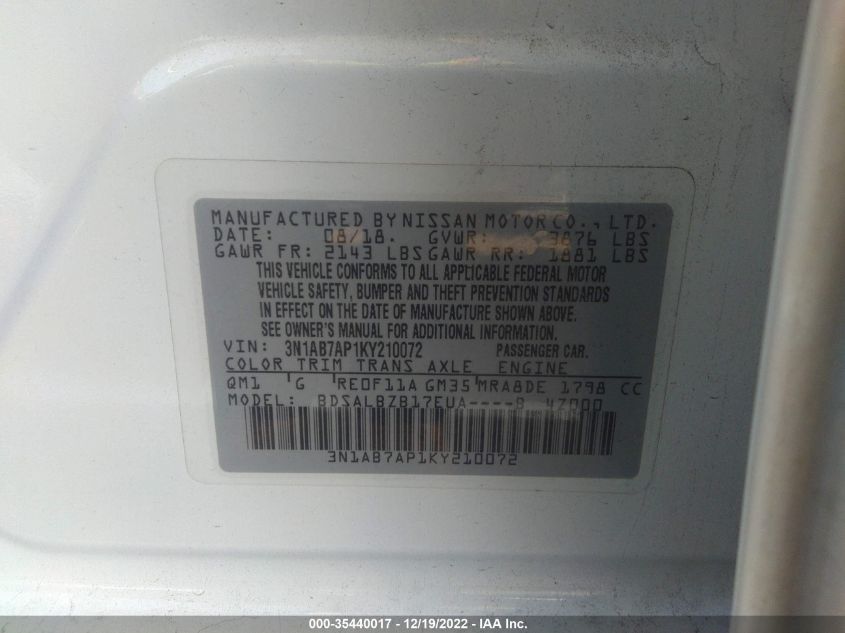 MANUFACTURED BY NISSAN MOTOR CO., LTD.
DATE: 08/18. GVWR: 3876 LBS
GAWR FR: 2143 LBS GAWR RR: 1881 LBS
THIS VEHICLE CONFORMS TO ALL APPLICABLE FEDERAL MOTOR
VEHICLE SAFETY, BUMPER AND THEFT PREVENTION STANDARDS
IN EFFECT ON THE DATE OF MANUFACTURE SHOWN ABOVE.
SEE OWNER'S MANUAL FOR ADDITIONAL INFORMATION.
VIN: 3N1AB7AP1KY210072 PASSENGER CAR.
COLOR TRIM TRANS AXLE ENGINE
QM1 G RE0F11A GM35 MRA8DE 1798 CC
MODEL: BDSALBZB17EUA----B 47000
3N1AB7AP1KY210072
000-35440017 - 12/19/2022 - IAA Inc.